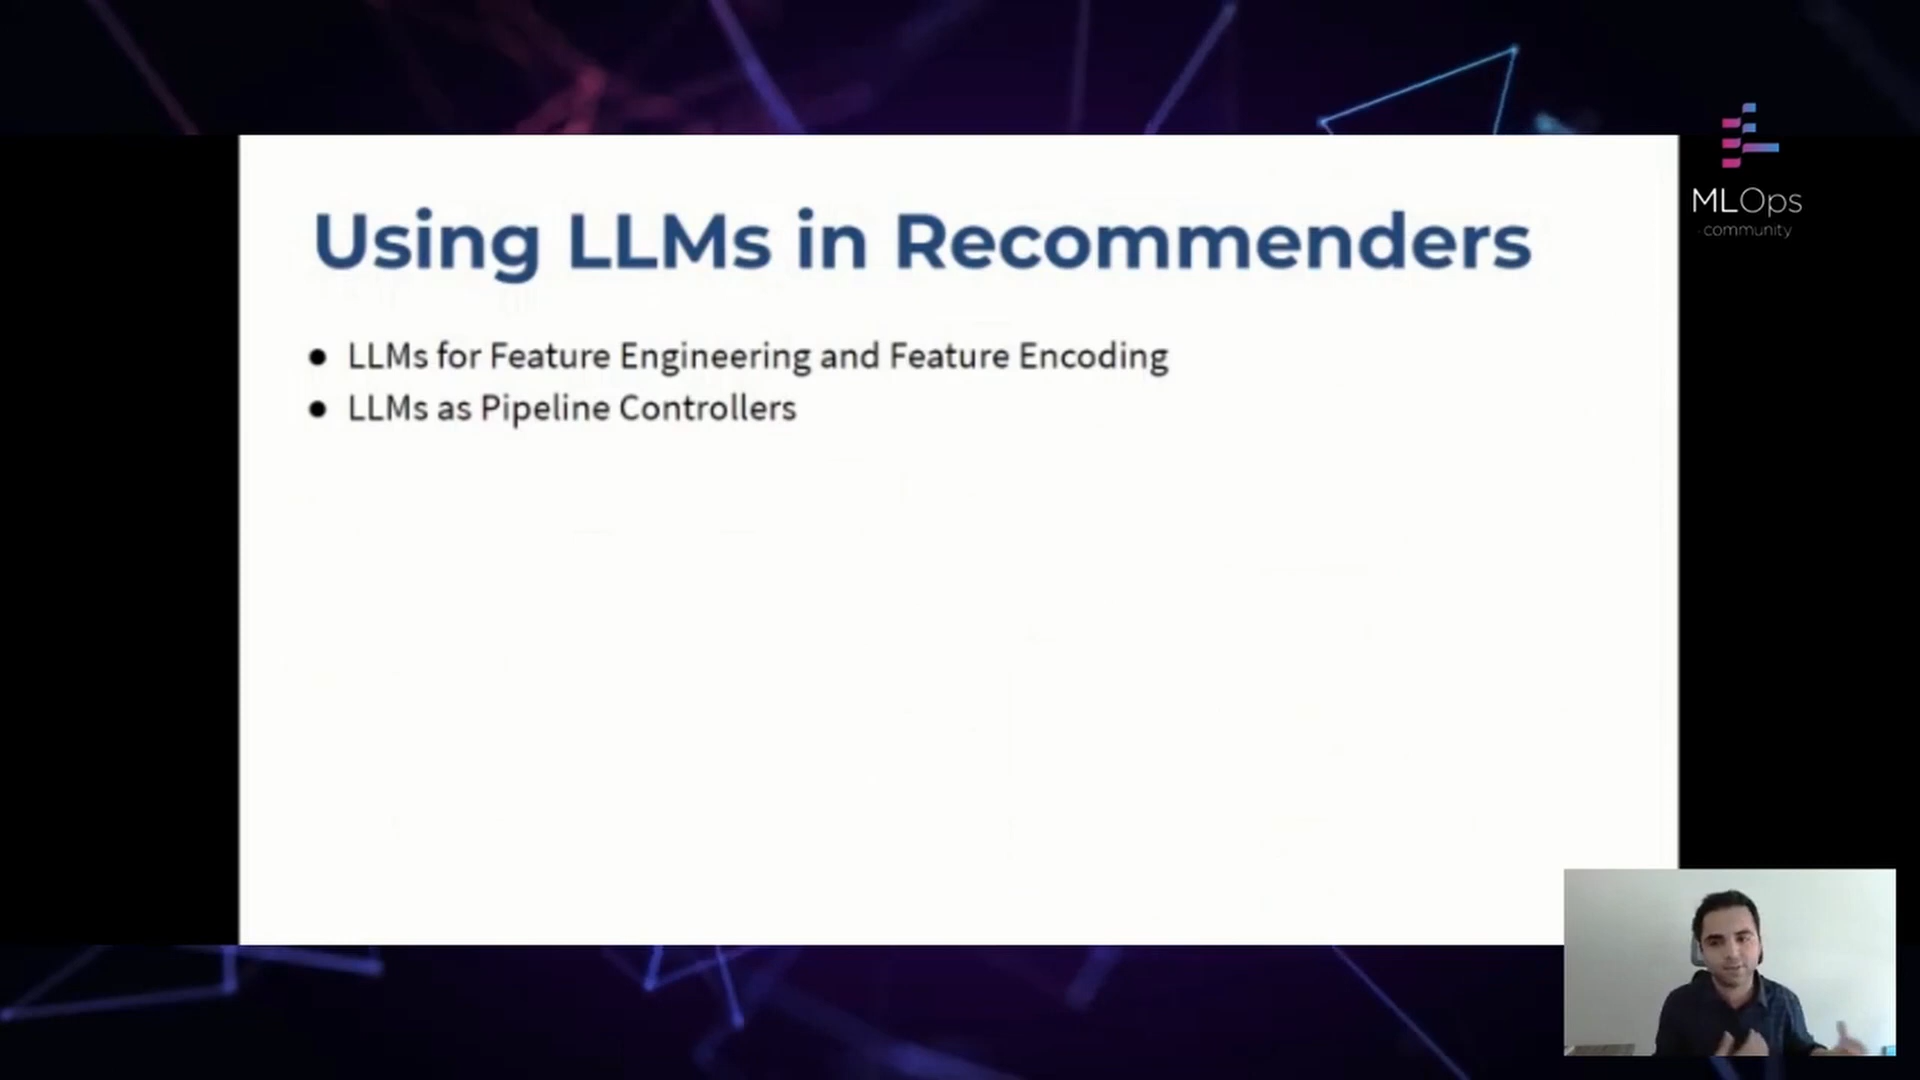 Using LLMs in Recommenders
● LLMs for Feature Engineering and Feature Encoding
● LLMs as Pipeline Controllers
MLOps
community